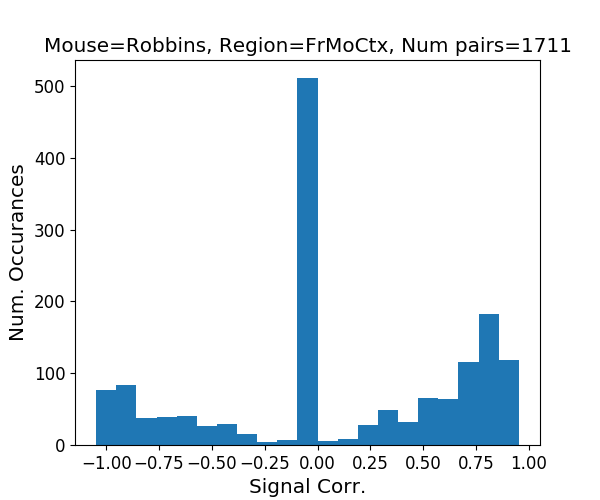 Mouse=Robbins, Region=FrMoCtx, Num pairs=1711
500
400
300
200
100
0
Num. Occurances
−1.00 −0.75 −0.50 −0.25 0.00 0.25 0.50 0.75 1.00
Signal Corr.